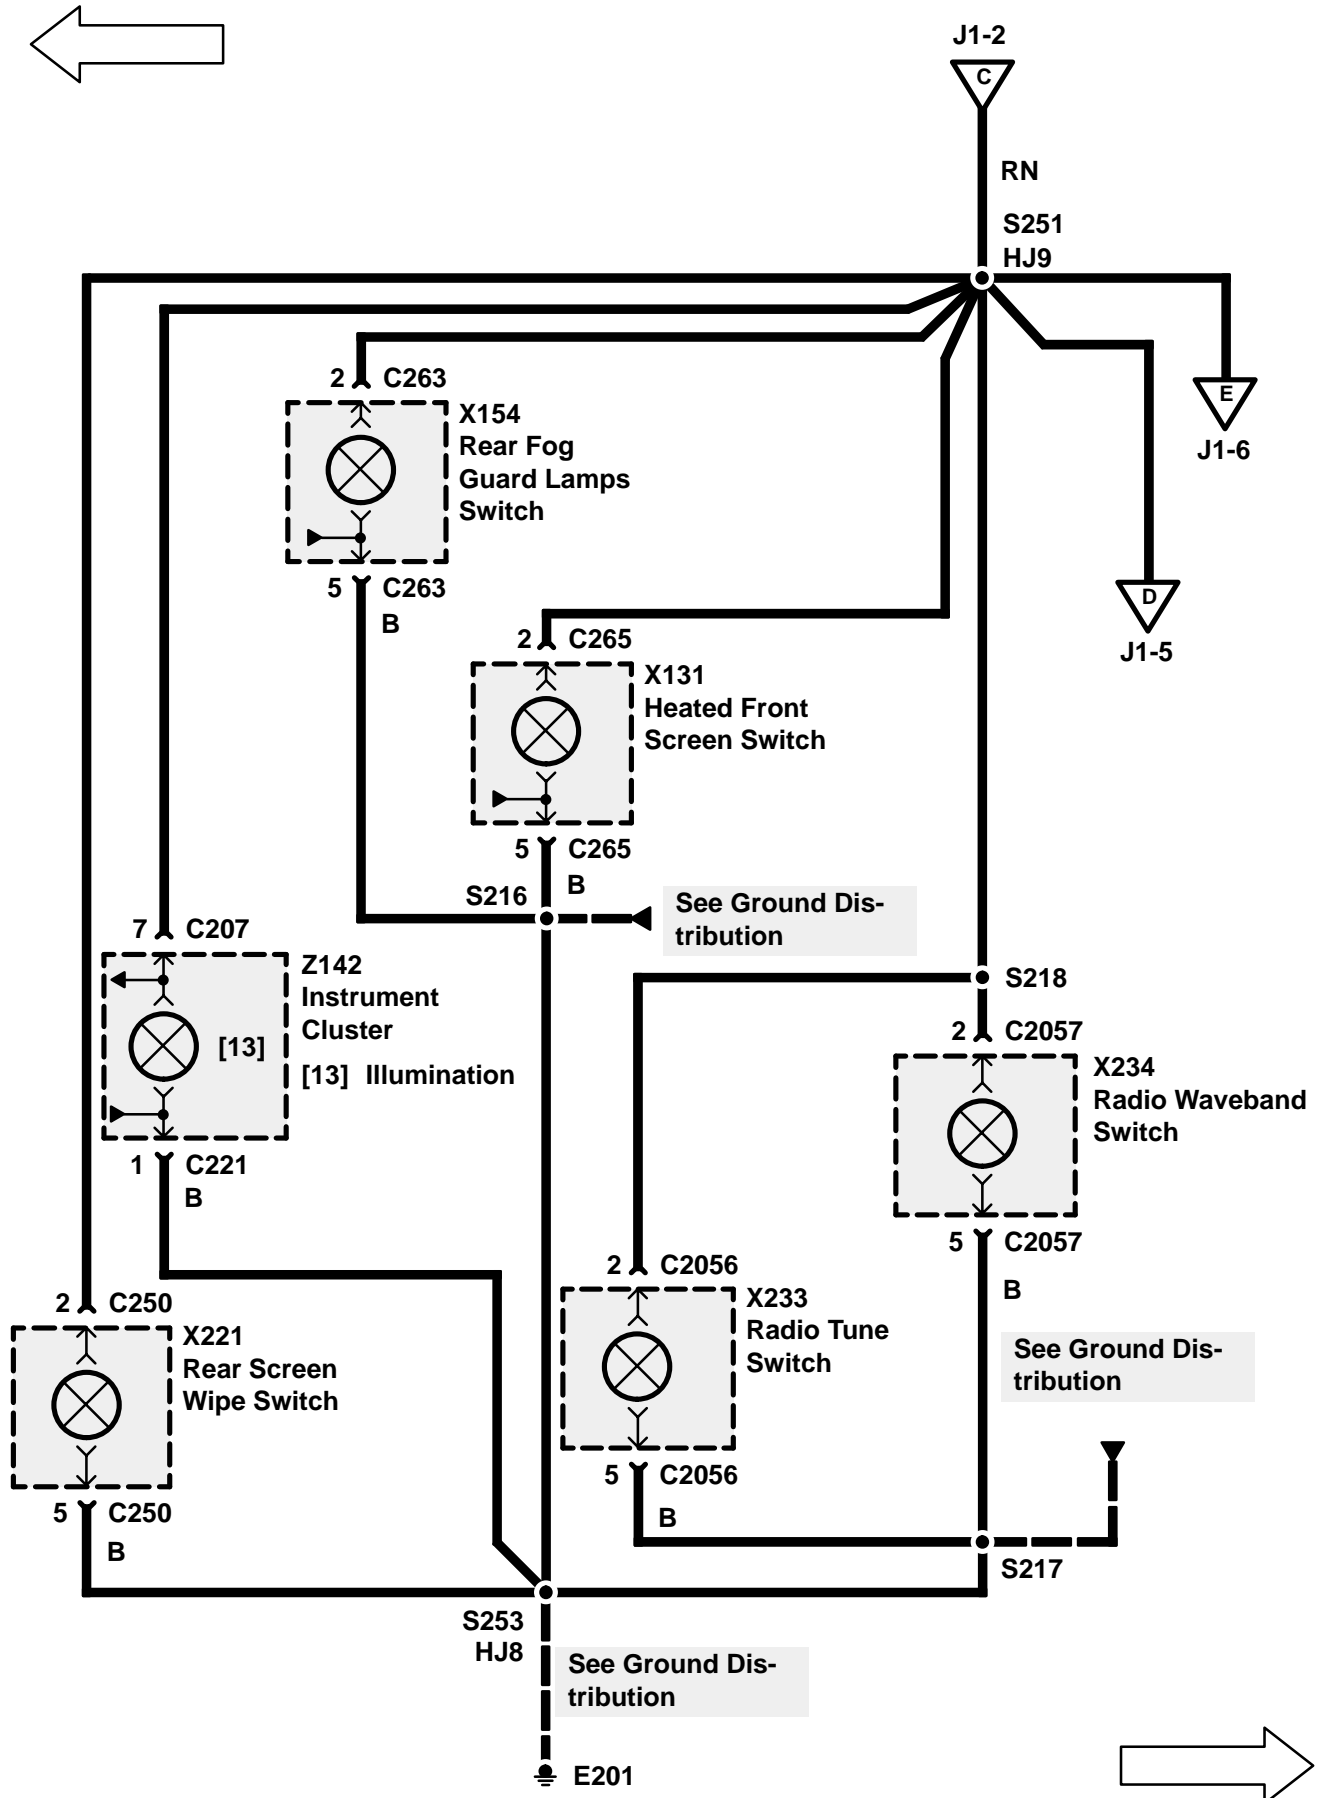 J1-2
C
RN
S251
HJ9
2 C263
X154
Rear Fog
Guard Lamps
Switch
E
J1-6
5 C263
B
D
J1-5
2 C265
X131
Heated Front
Screen Switch
5 C265
B
S216
See Ground Dis-
tribution
7 C207
Z142
Instrument
Cluster
[13]
[13] Illumination
S218
2 C2057
X234
Radio Waveband
Switch
1 C221
B
5 C2057
B
2 C2056
X233
Radio Tune
Switch
2 C250
X221
Rear Screen
Wipe Switch
See Ground Dis-
tribution
5 C2056
B
5 C250
B
S217
S253
HJ8
See Ground Dis-
tribution
E201